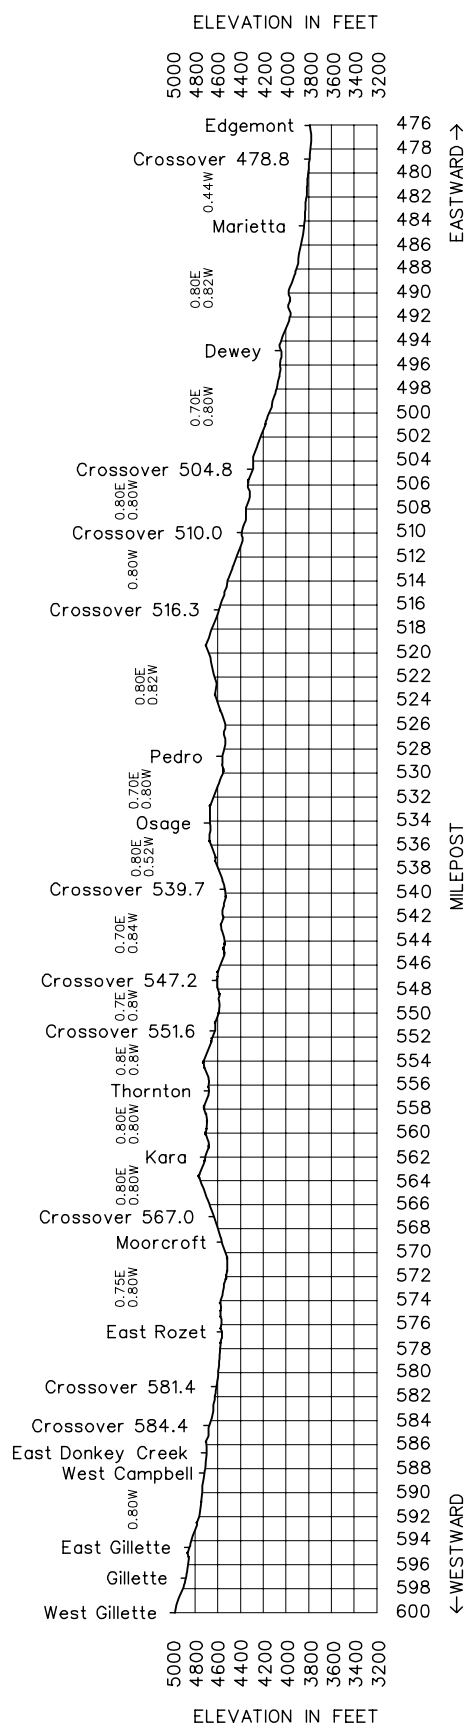 ELEVATION IN FEET
5000 4800 4600 4400 4200 4000 3800 3600 3400 3200
Edgemont 476
478
Crossover 478.8
480
0.44W
482
Marietta 484
486
488
0.80E
0.82W
490
492
494
Dewey
496
498
0.70E
0.80W
500
502
504
Crossover 504.8
506
0.80E
0.80W
508
Crossover 510.0 510
512
0.80W
514
516
Crossover 516.3
518
520
522
0.80E
0.82W
524
526
528
Pedro
530
0.70E
0.80W
532
Osage 534
536
0.80E
0.52W
538
Crossover 539.7 540
542
0.70E
0.84W
544
546
Crossover 547.2
548
0.7E
0.8W
550
Crossover 551.6 552
0.8E
0.8W
554
Thornton 556
558
0.80E
0.80W
560
Kara 562
0.80E
0.80W
564
566
Crossover 567.0
568
Moorcroft 570
572
0.75E
0.80W
574
East Rozet 576
578
580
Crossover 581.4
582
Crossover 584.4 584
East Donkey Creek 586
West Campbell 588
590
0.80W
592
East Gillette 594
596
Gillette 598
West Gillette 600
EASTWARD →
MILEPOST
← WESTWARD
5000 4800 4600 4400 4200 4000 3800 3600 3400 3200
ELEVATION IN FEET